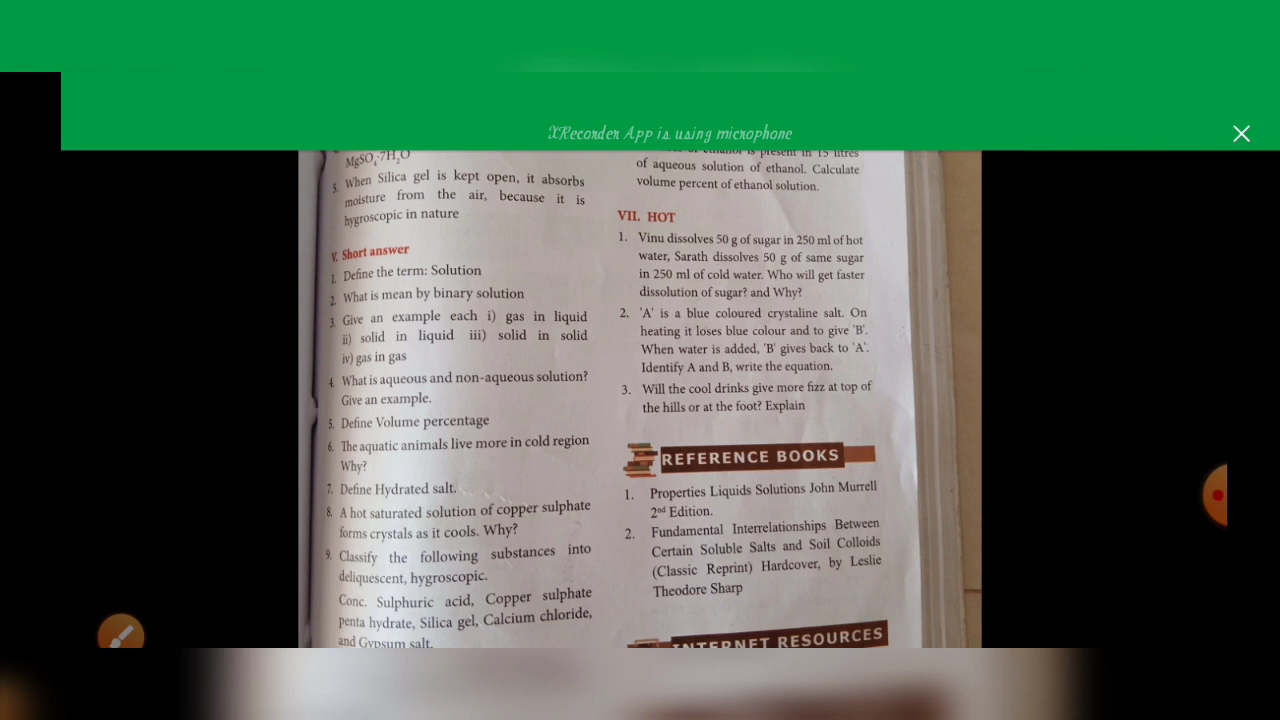 XRecorder App is using microphone
MgSO4·7H2O
5. When Silica gel is kept open, it absorbs
moisture from the air, because it is
hygroscopic in nature
V. Short answer
1. Define the term: Solution
2. What is mean by binary solution
3. Give an example each i) gas in liquid
ii) solid in liquid iii) solid in solid
iv) gas in gas
4. What is aqueous and non-aqueous solution?
Give an example.
5. Define Volume percentage
6. The aquatic animals live more in cold region
Why?
7. Define Hydrated salt.
8. A hot saturated solution of copper sulphate
forms crystals as it cools. Why?
9. Classify the following substances into
deliquescent, hygroscopic.
Conc. Sulphuric acid, Copper sulphate
penta hydrate, Silica gel, Calcium chloride,
and Gypsum salt.
ethanol is present in 15 litres
of aqueous solution of ethanol. Calculate
volume percent of ethanol solution.
VII. HOT
1. Vinu dissolves 50 g of sugar in 250 ml of hot
water, Sarath dissolves 50 g of same sugar
in 250 ml of cold water. Who will get faster
dissolution of sugar? and Why?
2. 'A' is a blue coloured crystaline salt. On
heating it loses blue colour and to give 'B'.
When water is added, 'B' gives back to 'A'.
Identify A and B, write the equation.
3. Will the cool drinks give more fizz at top of
the hills or at the foot? Explain
REFERENCE BOOKS
1. Properties Liquids Solutions John Murrell
2nd Edition.
2. Fundamental Interrelationships Between
Certain Soluble Salts and Soil Colloids
(Classic Reprint) Hardcover, by Leslie
Theodore Sharp
INTERNET RESOURCES